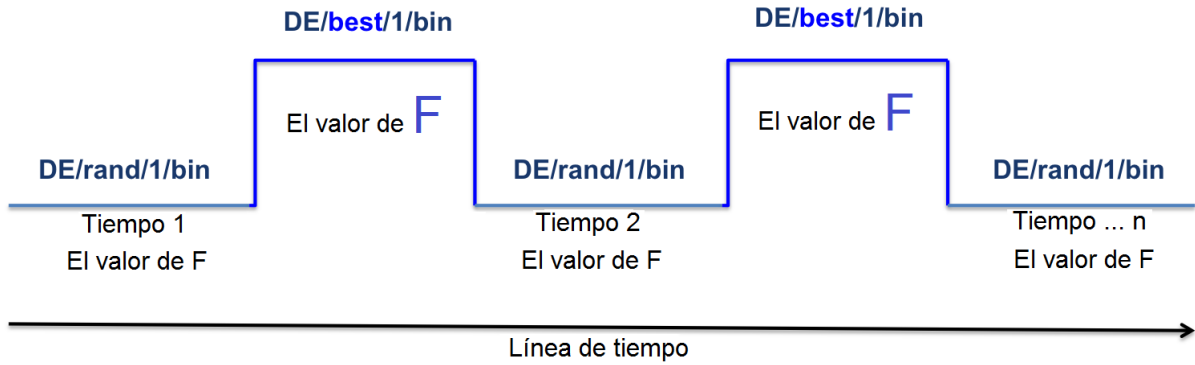 DE/best/1/bin
DE/best/1/bin
El valor de F
El valor de F
DE/rand/1/bin
DE/rand/1/bin
DE/rand/1/bin
Tiempo 1
Tiempo 2
Tiempo ... n
El valor de F
El valor de F
El valor de F
Línea de tiempo